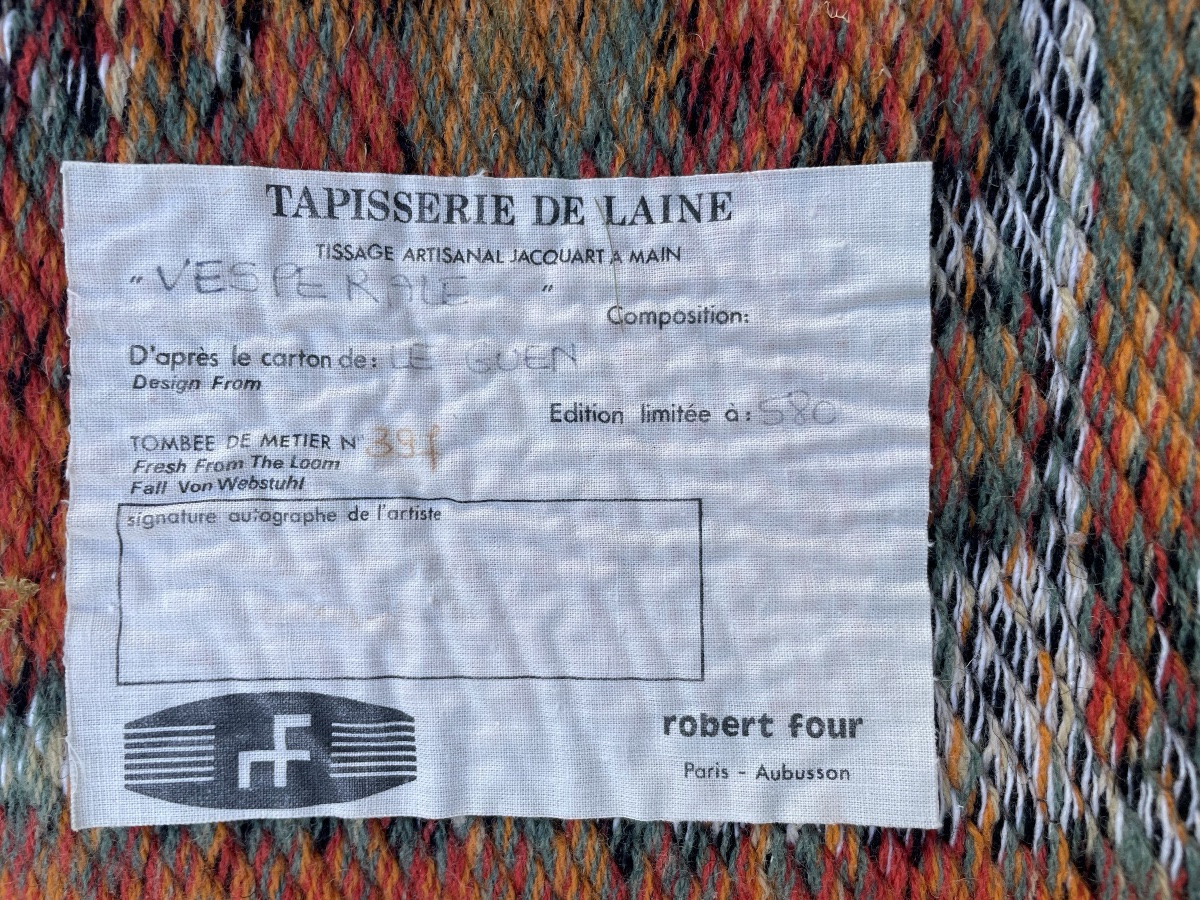 TAPISSERIE DE LAINE
TISSAGE ARTISANAL JACQUART A MAIN
" VESPERALE "
Composition:
D'après le carton de: LE GUEN
Design From
Edition limitée à: 580
TOMBEE DE METIER N°
Fresh From The Loom
Fall Von Webstuhl
signature autographe de l'artiste
robert four
Paris - Aubusson